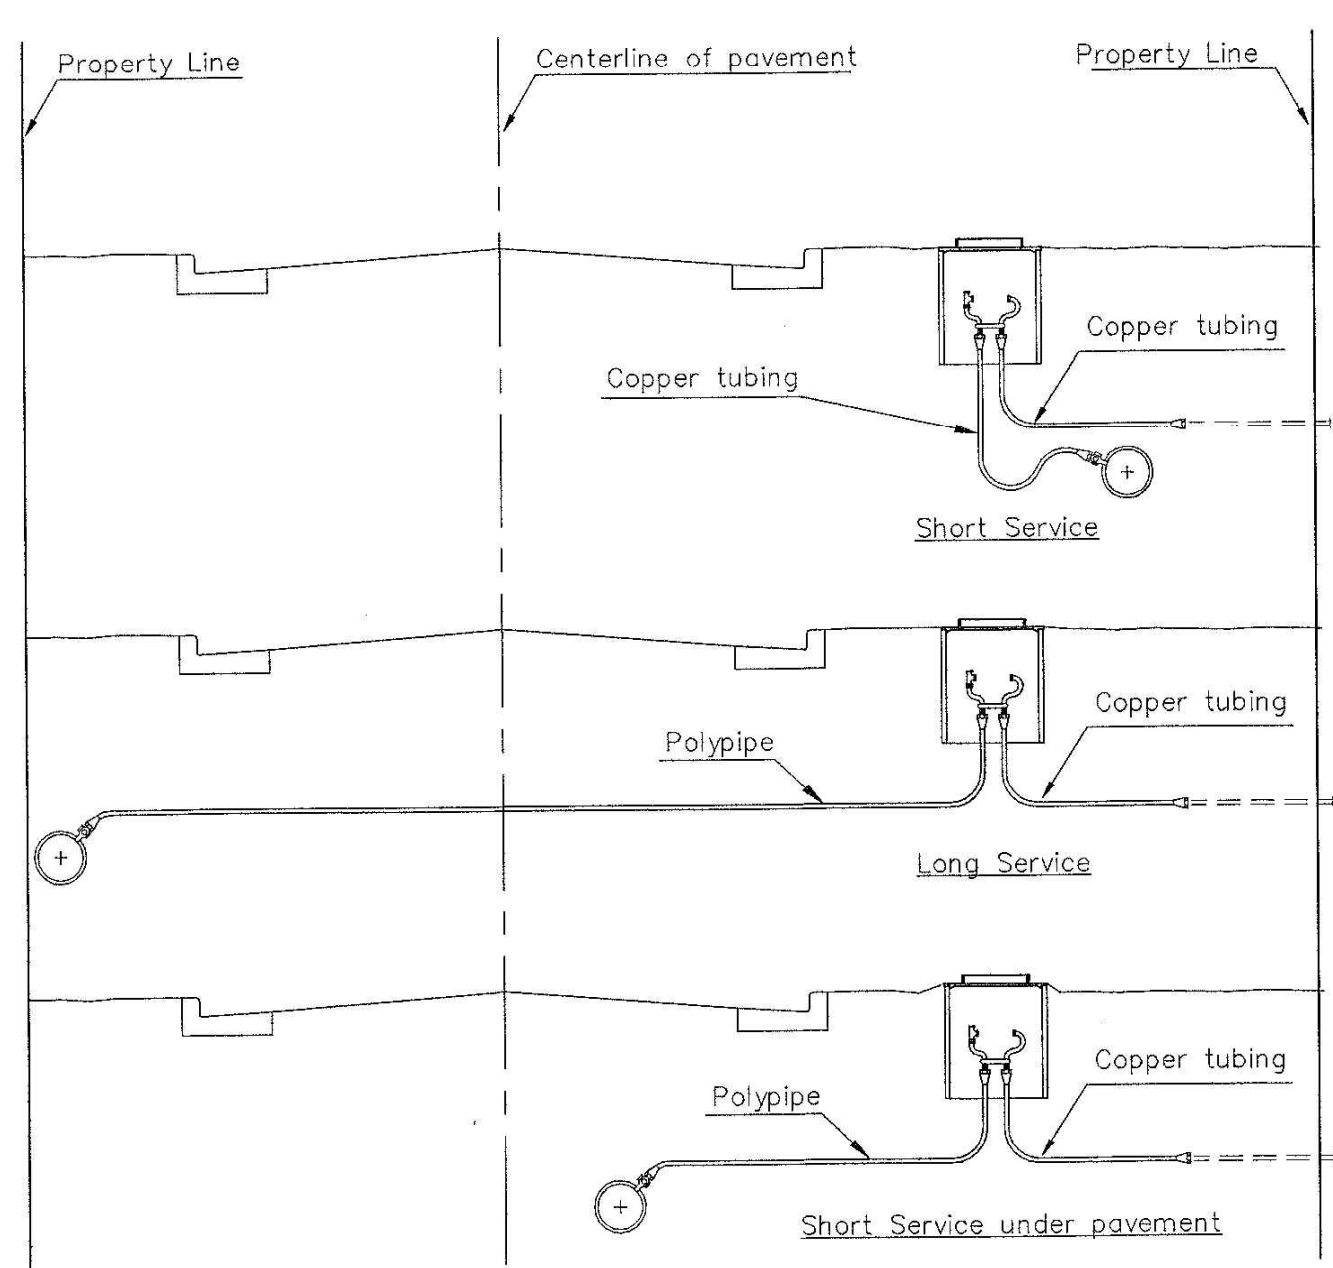 Property Line
Centerline of pavement
Property Line
Copper tubing
Copper tubing
Short Service
Copper tubing
Polypipe
Long Service
Copper tubing
Polypipe
Short Service under pavement